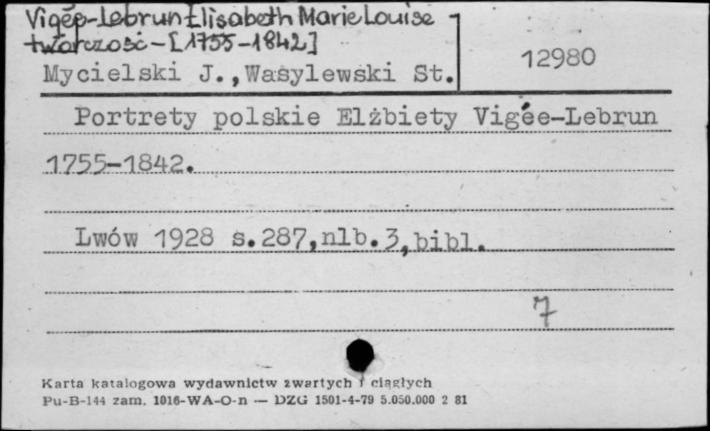 Vigée-Lebrun Elisabeth Marie Louise
twórczość - [1755-1842]
Mycielski J., Wasylewski St.
12980
Portrety polskie Elżbiety Vigée-Lebrun
1755-1842.
Lwów 1928 s.287,nlb.3,bibl.
7
Karta katalogowa wydawnictw zwartych i ciągłych
Pu-B-144 zam. 1016-WA-O-n — DZG 1501-4-79 5.050.000 2 81